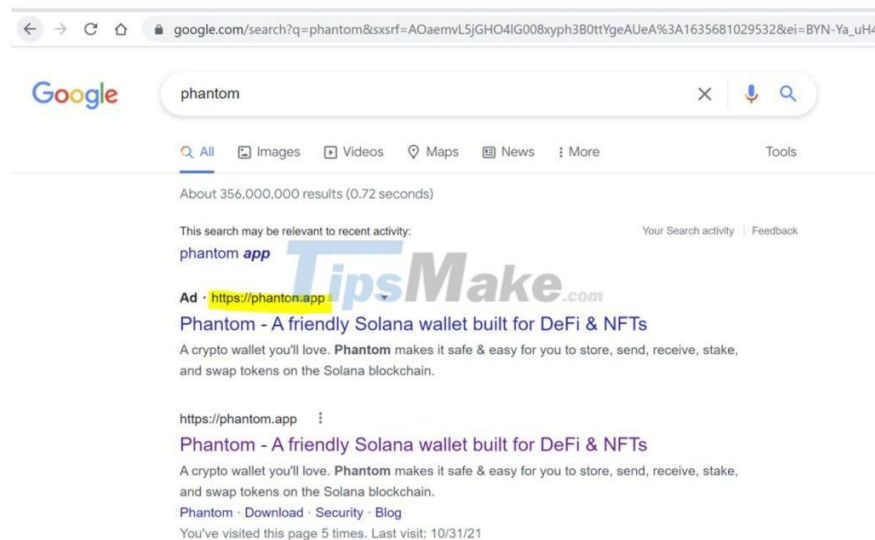 google.com/search?q=phantom&sxsrf=AOaemvL5jGHO4lG008xyph3B0ttYgeAUeA%3A1635681029532&ei=BYN-Ya_uH4
Google
phantom
All Images Videos Maps News More Tools
About 356,000,000 results (0.72 seconds)
This search may be relevant to recent activity: Your Search activity Feedback
phantom app
TipsMake.com
Ad · https://phanton.app
Phantom - A friendly Solana wallet built for DeFi & NFTs
A crypto wallet you'll love. Phantom makes it safe & easy for you to store, send, receive, stake,
and swap tokens on the Solana blockchain.
https://phantom.app
Phantom - A friendly Solana wallet built for DeFi & NFTs
A crypto wallet you'll love. Phantom makes it safe & easy for you to store, send, receive, stake,
and swap tokens on the Solana blockchain.
Phantom · Download · Security · Blog
You've visited this page 5 times. Last visit: 10/31/21